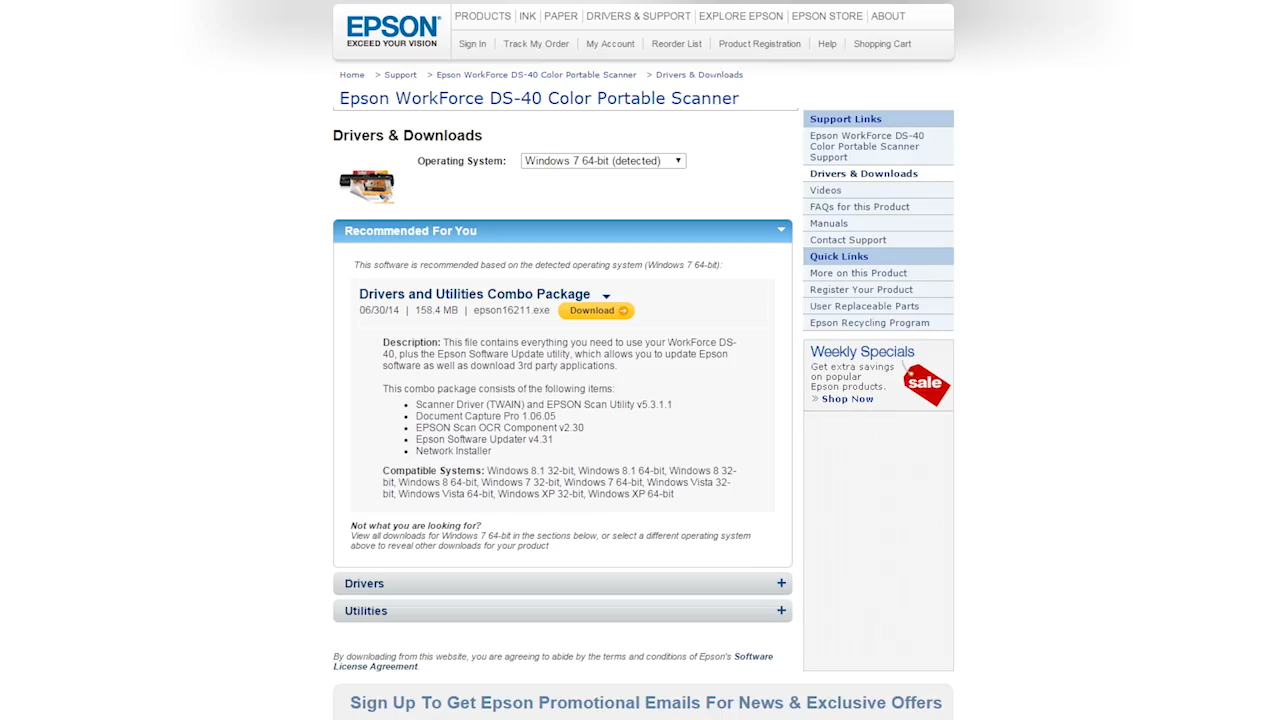 EPSON
EXCEED YOUR VISION
PRODUCTS INK PAPER DRIVERS & SUPPORT EXPLORE EPSON EPSON STORE ABOUT
Sign In Track My Order My Account Reorder List Product Registration Help Shopping Cart
Home > Support > Epson WorkForce DS-40 Color Portable Scanner > Drivers & Downloads
Epson WorkForce DS-40 Color Portable Scanner
Drivers & Downloads
Operating System: Windows 7 64-bit (detected)
Recommended For You
This software is recommended based on the detected operating system (Windows 7 64-bit):
Drivers and Utilities Combo Package
06/30/14 | 158.4 MB | epson16211.exe Download
Description: This file contains everything you need to use your WorkForce DS-
40, plus the Epson Software Update utility, which allows you to update Epson
software as well as download 3rd party applications.
This combo package consists of the following items:
• Scanner Driver (TWAIN) and EPSON Scan Utility v5.3.1.1
• Document Capture Pro 1.06.05
• EPSON Scan OCR Component v2.30
• Epson Software Updater v4.31
• Network Installer
Compatible Systems: Windows 8.1 32-bit, Windows 8.1 64-bit, Windows 8 32-
bit, Windows 8 64-bit, Windows 7 32-bit, Windows 7 64-bit, Windows Vista 32-
bit, Windows Vista 64-bit, Windows XP 32-bit, Windows XP 64-bit
Not what you are looking for?
View all downloads for Windows 7 64-bit in the sections below, or select a different operating system
above to reveal other downloads for your product
Drivers +
Utilities +
By downloading from this website, you are agreeing to abide by the terms and conditions of Epson's Software
License Agreement.
Support Links
Epson WorkForce DS-40
Color Portable Scanner
Support
Drivers & Downloads
Videos
FAQs for this Product
Manuals
Contact Support
Quick Links
More on this Product
Register Your Product
User Replaceable Parts
Epson Recycling Program
Weekly Specials
Get extra savings
on popular
Epson products.
» Shop Now
sale
Sign Up To Get Epson Promotional Emails For News & Exclusive Offers